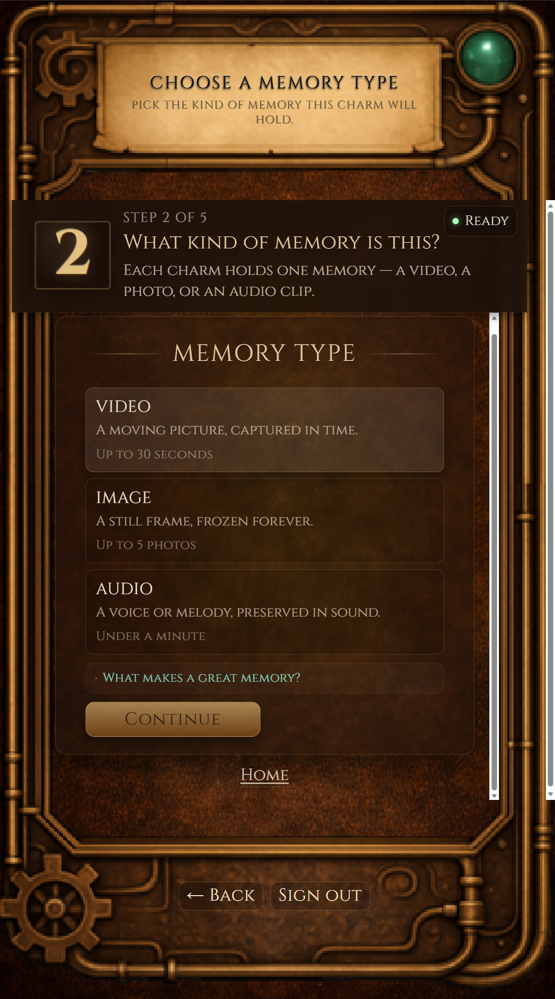 CHOOSE A MEMORY TYPE
PICK THE KIND OF MEMORY THIS CHARM WILL
HOLD.
2
STEP 2 OF 5
Ready
What kind of memory is this?
Each charm holds one memory — a video, a
photo, or an audio clip.
MEMORY TYPE
VIDEO
A moving picture, captured in time.
Up to 30 seconds
IMAGE
A still frame, frozen forever.
Up to 5 photos
AUDIO
A voice or melody, preserved in sound.
Under a minute
› What makes a great memory?
Continue
Home
← Back
Sign out